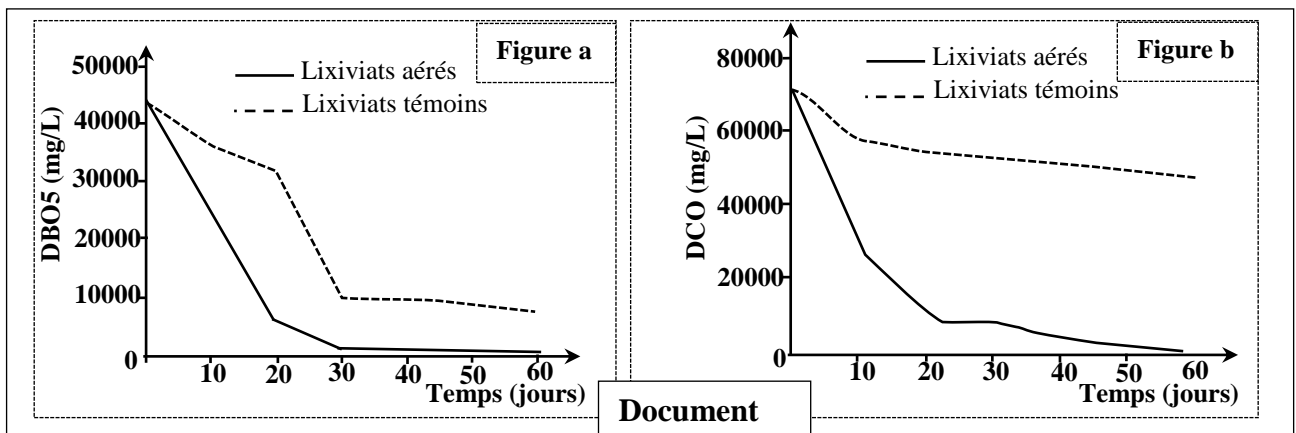 Figure a
Lixiviats aérés
Lixiviats témoins
DBO5 (mg/L)
50000
40000
30000
20000
10000
0
10 20 30 40 50 60
Temps (jours)
Figure b
Lixiviats aérés
Lixiviats témoins
DCO (mg/L)
80000
60000
40000
20000
0
10 20 30 40 50 60
Temps (jours)
Document